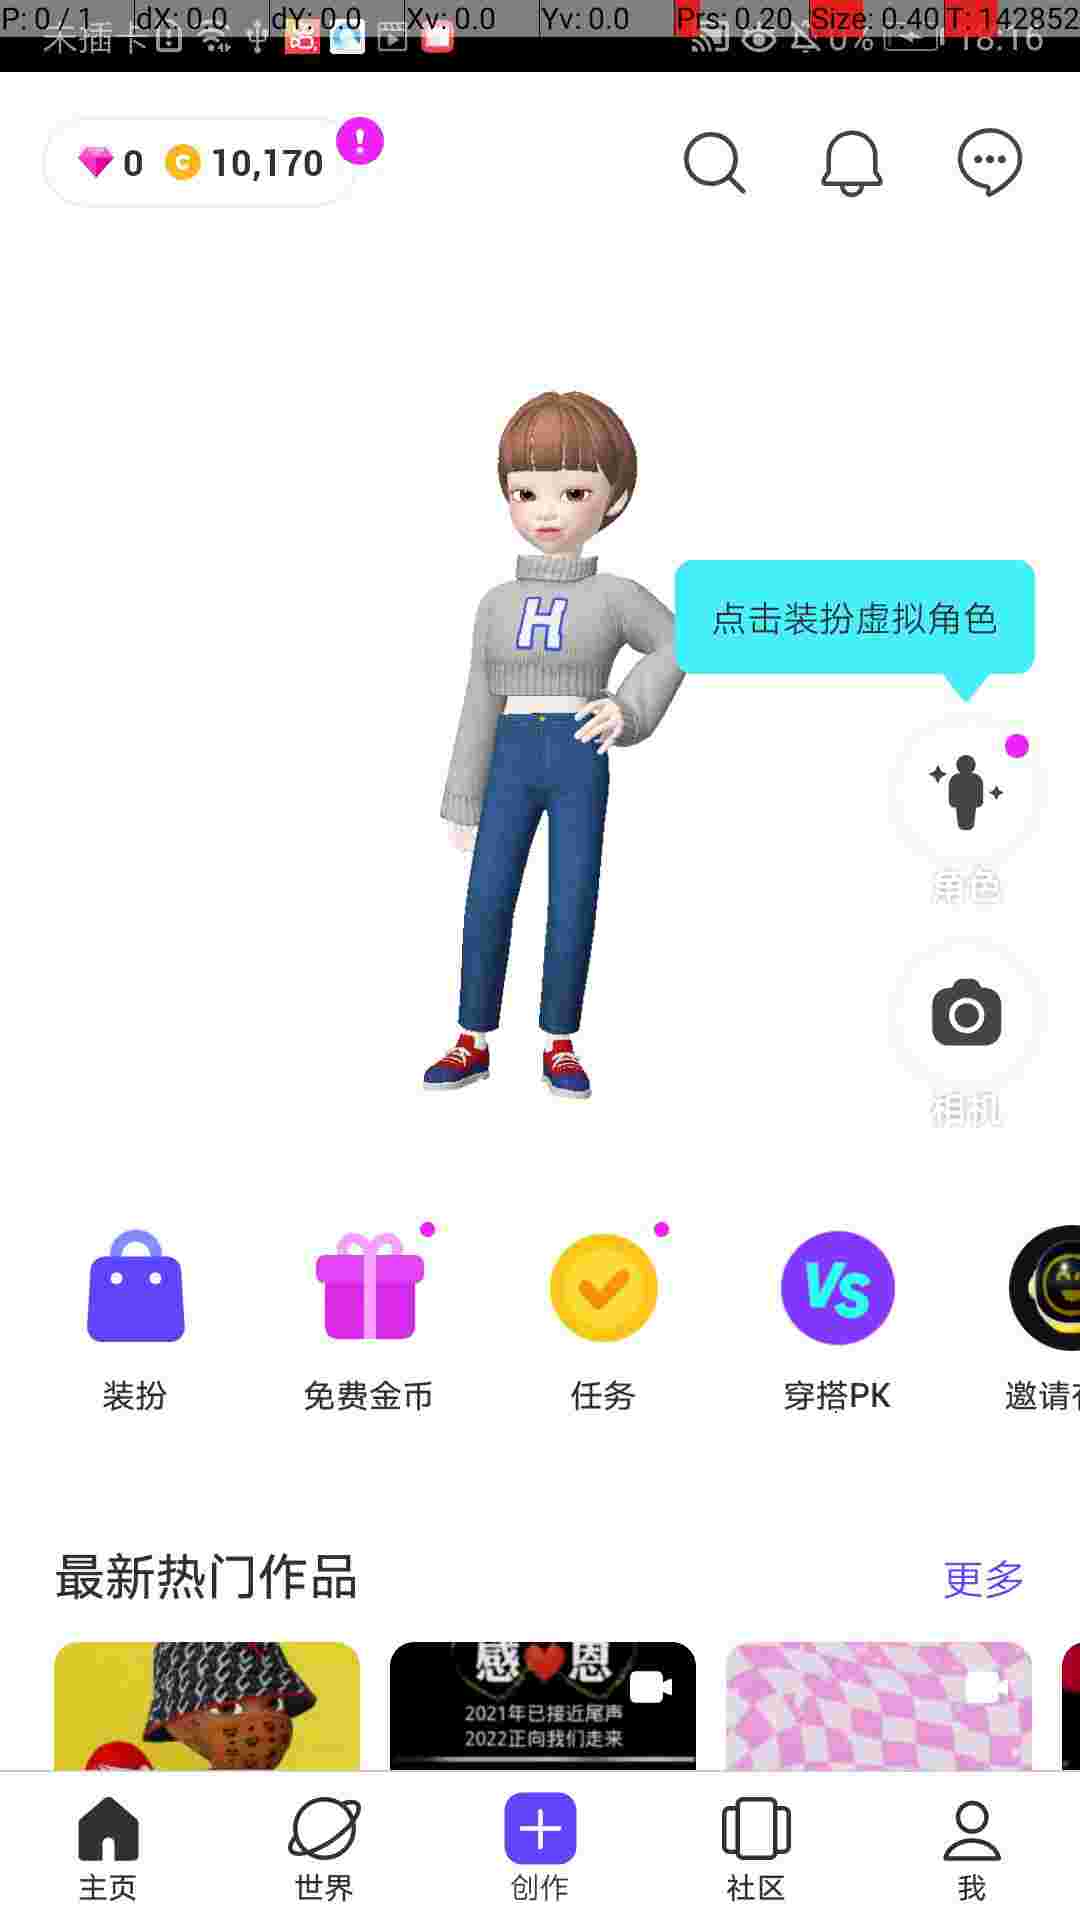 P: 0 / 1 dX: 0.0 dY: 0.0 Xv: 0.0 Yv: 0.0 Prs: 0.20 Size: 0.40 T: 142852
未插卡 0% 18:16
0 10,170
H
点击装扮虚拟角色
角色
相机
VS
装扮 免费金币 任务 穿搭PK 邀请
最新热门作品 更多
感 恩
2021年已接近尾声
2022正向我们走来
主页 世界 创作 社区 我